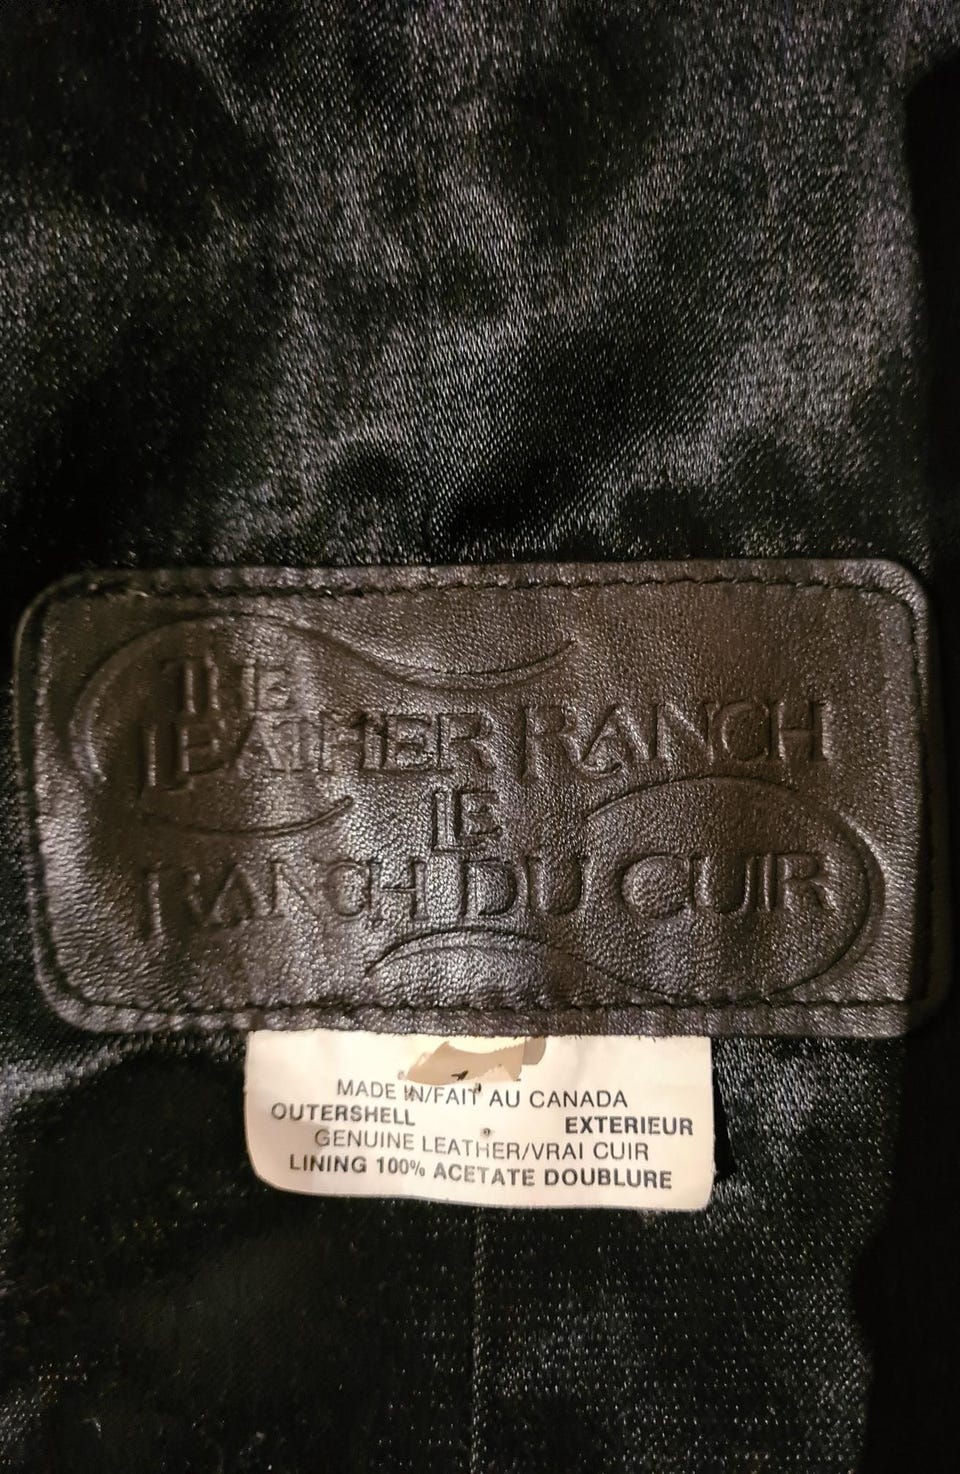 THE
LEATHER RANCH
LE
RANCH DU CUIR
MADE IN/FAIT AU CANADA
OUTERSHELL EXTERIEUR
GENUINE LEATHER/VRAI CUIR
LINING 100% ACETATE DOUBLURE